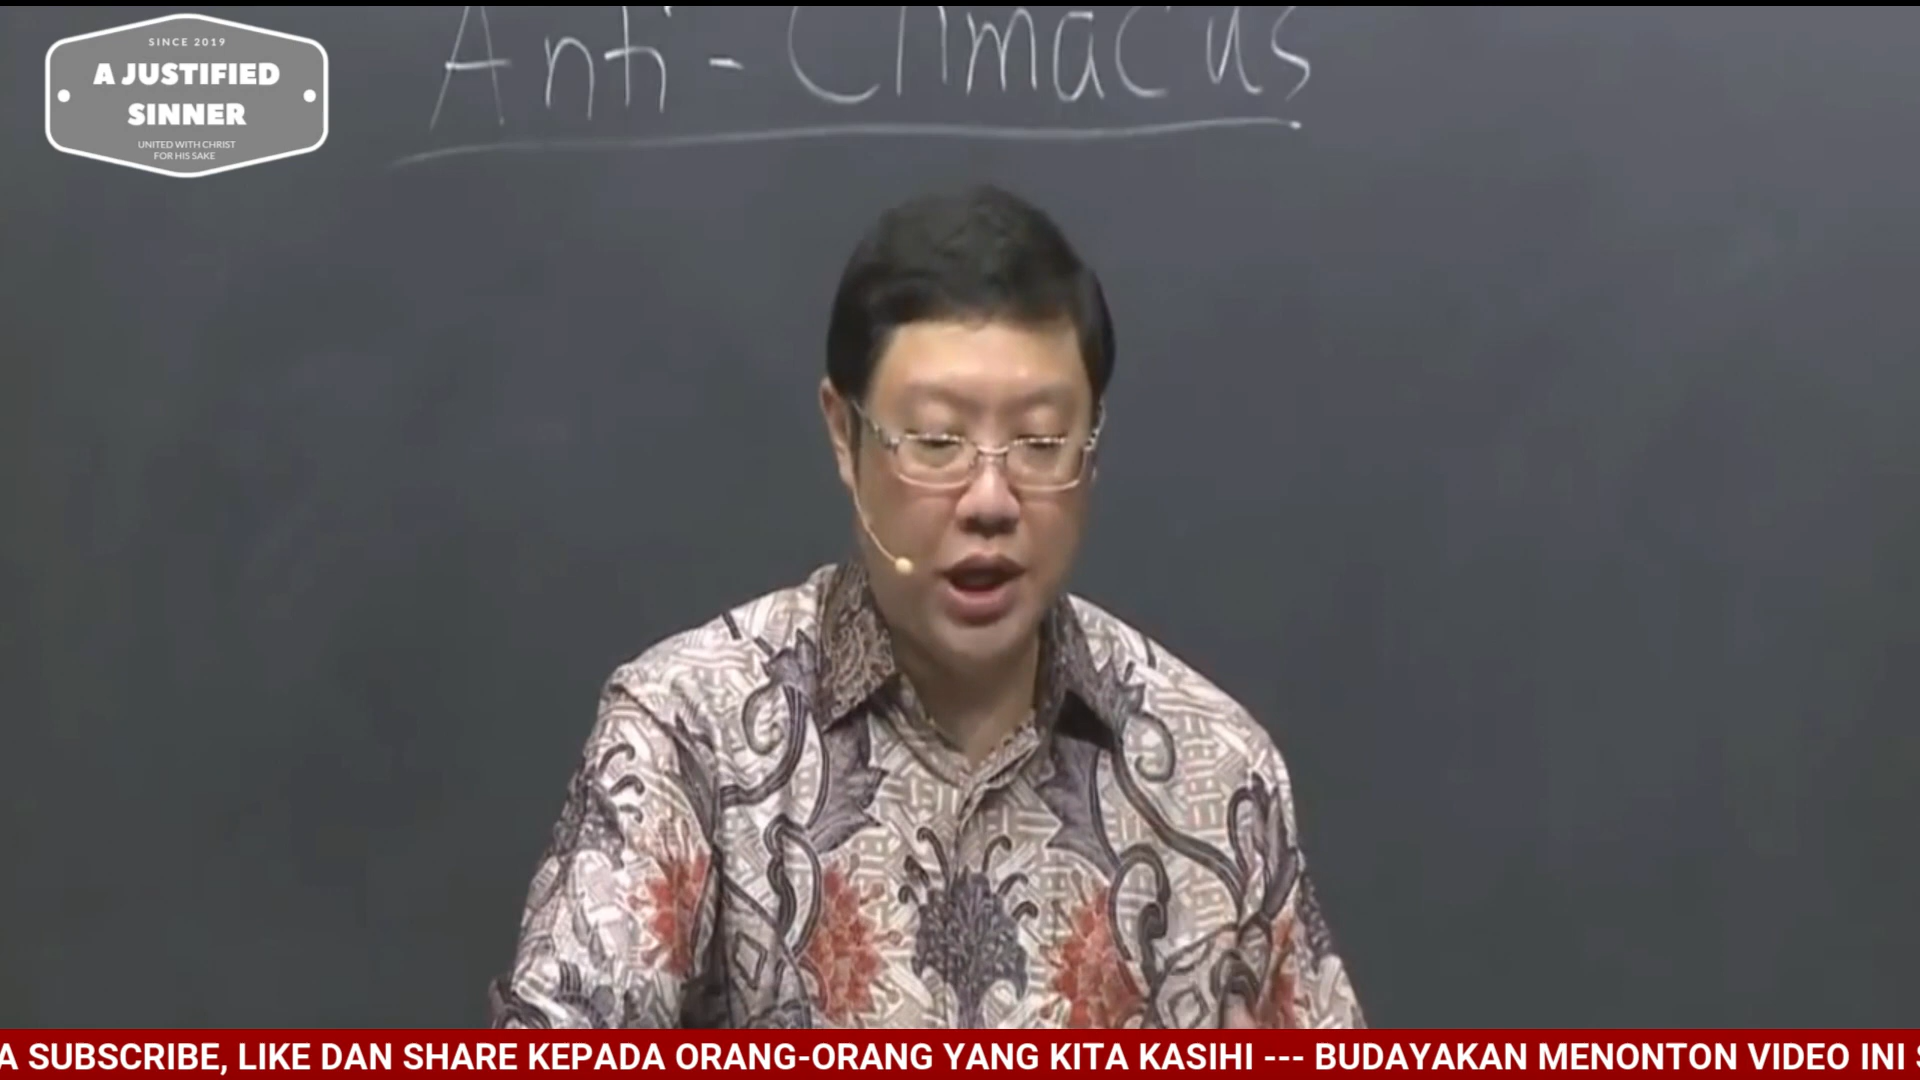 Anti-Climacus
SINCE 2019
A JUSTIFIED
SINNER
UNITED WITH CHRIST
FOR HIS SAKE
A SUBSCRIBE, LIKE DAN SHARE KEPADA ORANG-ORANG YANG KITA KASIHI --- BUDAYAKAN MENONTON VIDEO INI